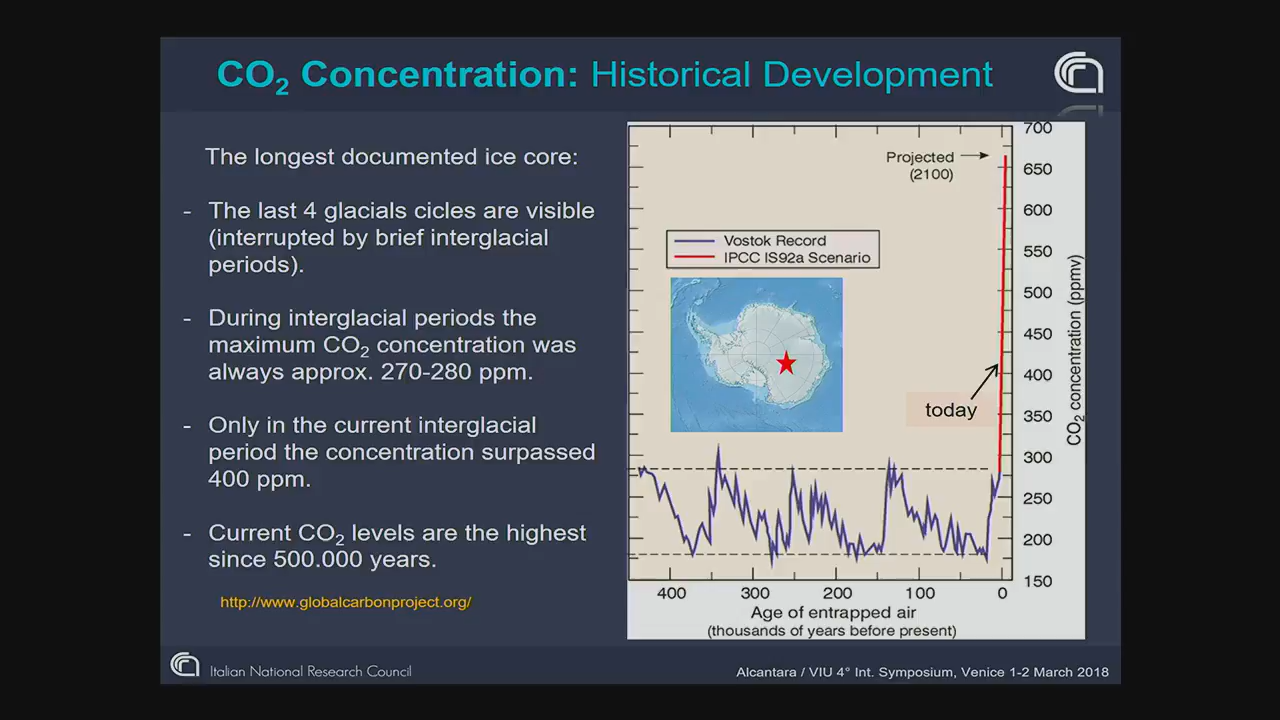 CO₂ Concentration: Historical Development
The longest documented ice core:
- The last 4 glacials cicles are visible
(interrupted by brief interglacial
periods).
- During interglacial periods the
maximum CO₂ concentration was
always approx. 270-280 ppm.
- Only in the current interglacial
period the concentration surpassed
400 ppm.
- Current CO₂ levels are the highest
since 500.000 years.
http://www.globalcarbonproject.org/
Projected
(2100)
Vostok Record
IPCC IS92a Scenario
today
700
650
600
550
500
450
400
350
300
250
200
150
CO₂ concentration (ppmv)
400 300 200 100 0
Age of entrapped air
(thousands of years before present)
Italian National Research Council
Alcantara / VIU 4° Int. Symposium, Venice 1-2 March 2018